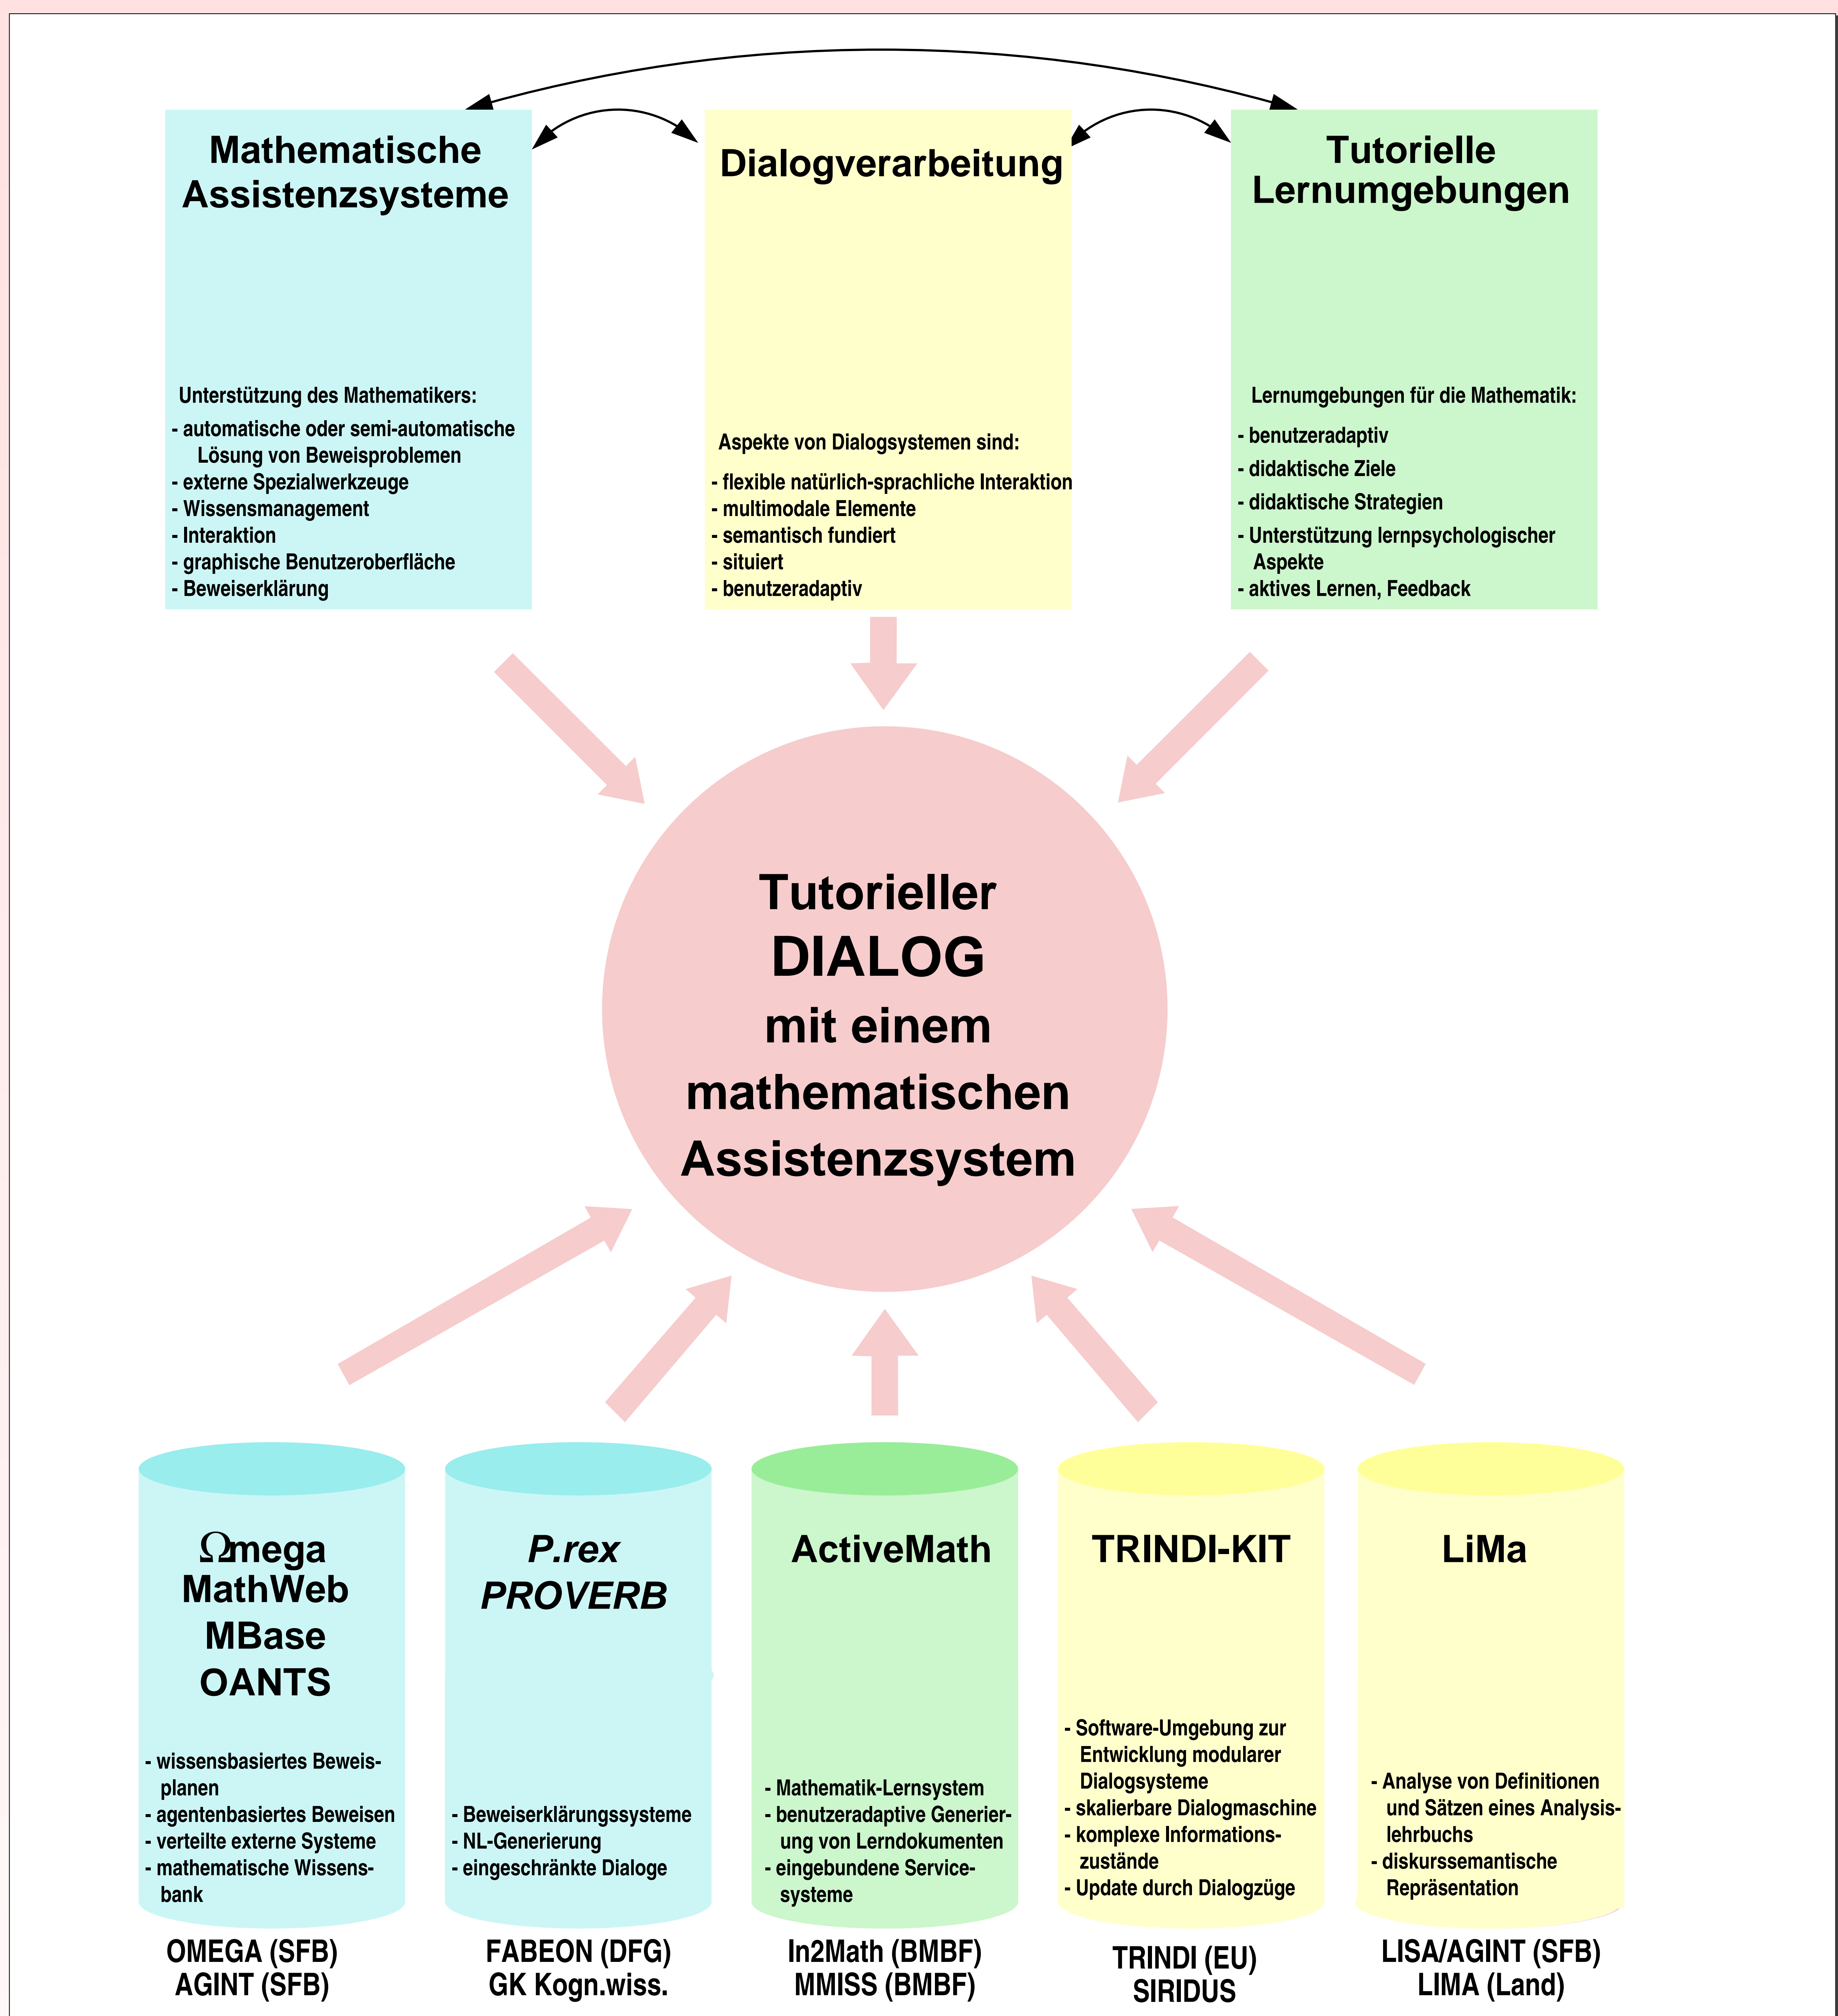 Mathematische
Assistenzsysteme
Unterstützung des Mathematikers:
- automatische oder semi-automatische
Lösung von Beweisproblemen
- externe Spezialwerkzeuge
- Wissensmanagement
- Interaktion
- graphische Benutzeroberfläche
- Beweiserklärung
Dialogverarbeitung
Aspekte von Dialogsystemen sind:
- flexible natürlich-sprachliche Interaktion
- multimodale Elemente
- semantisch fundiert
- situiert
- benutzeradaptiv
Tutorielle
Lernumgebungen
Lernumgebungen für die Mathematik:
- benutzeradaptiv
- didaktische Ziele
- didaktische Strategien
- Unterstützung lernpsychologischer
Aspekte
- aktives Lernen, Feedback
Tutorieller
DIALOG
mit einem
mathematischen
Assistenzsystem
Ωmega
MathWeb
MBase
OANTS
- wissensbasiertes Beweis-
planen
- agentenbasiertes Beweisen
- verteilte externe Systeme
- mathematische Wissens-
bank
OMEGA (SFB)
AGINT (SFB)
P.rex
PROVERB
- Beweiserklärungssysteme
- NL-Generierung
- eingeschränkte Dialoge
FABEON (DFG)
GK Kogn.wiss.
ActiveMath
- Mathematik-Lernsystem
- benutzeradaptive Generier-
ung von Lerndokumenten
- eingebundene Service-
systeme
In2Math (BMBF)
MMISS (BMBF)
TRINDI-KIT
- Software-Umgebung zur
Entwicklung modularer
Dialogsysteme
- skalierbare Dialogmaschine
- komplexe Informations-
zustände
- Update durch Dialogzüge
TRINDI (EU)
SIRIDUS
LiMa
- Analyse von Definitionen
und Sätzen eines Analysis-
lehrbuchs
- diskurssemantische
Repräsentation
LISA/AGINT (SFB)
LIMA (Land)